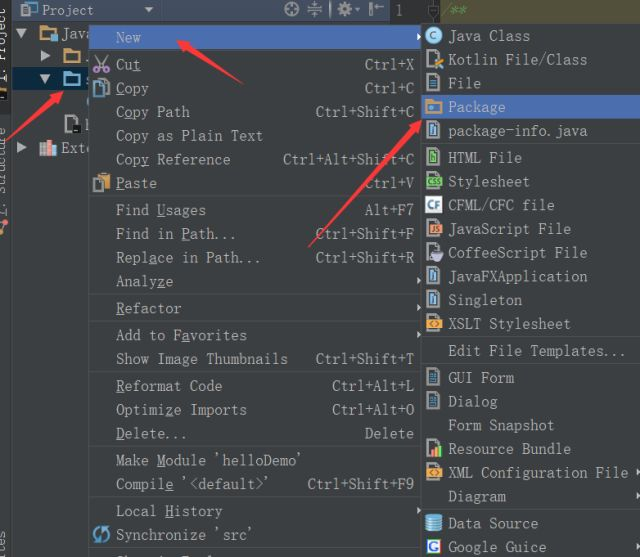 Project
1
/**
Java
New
Cut Ctrl+X
Copy Ctrl+C
Copy Path Ctrl+Shift+C
Copy as Plain Text
Copy Reference Ctrl+Alt+Shift+C
Paste Ctrl+V
Find Usages Alt+F7
Find in Path... Ctrl+Shift+F
Replace in Path... Ctrl+Shift+R
Analyze
Refactor
Add to Favorites
Show Image Thumbnails Ctrl+Shift+T
Reformat Code Ctrl+Alt+L
Optimize Imports Ctrl+Alt+O
Delete... Delete
Make Module 'helloDemo'
Compile '<default>' Ctrl+Shift+F9
Local History
Synchronize 'src'
Java Class
Kotlin File/Class
File
Package
package-info.java
HTML File
Stylesheet
CFML/CFC file
JavaScript File
CoffeeScript File
JavaFXApplication
Singleton
XSLT Stylesheet
Edit File Templates...
GUI Form
Dialog
Form Snapshot
Resource Bundle
XML Configuration File
Diagram
Data Source
Google Guice
1: Project
7: Structure